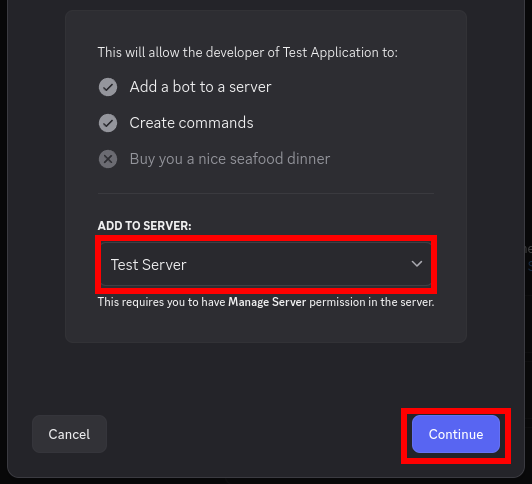 This will allow the developer of Test Application to:
Add a bot to a server
Create commands
Buy you a nice seafood dinner
ADD TO SERVER:
Test Server
This requires you to have Manage Server permission in the server.
Cancel
Continue